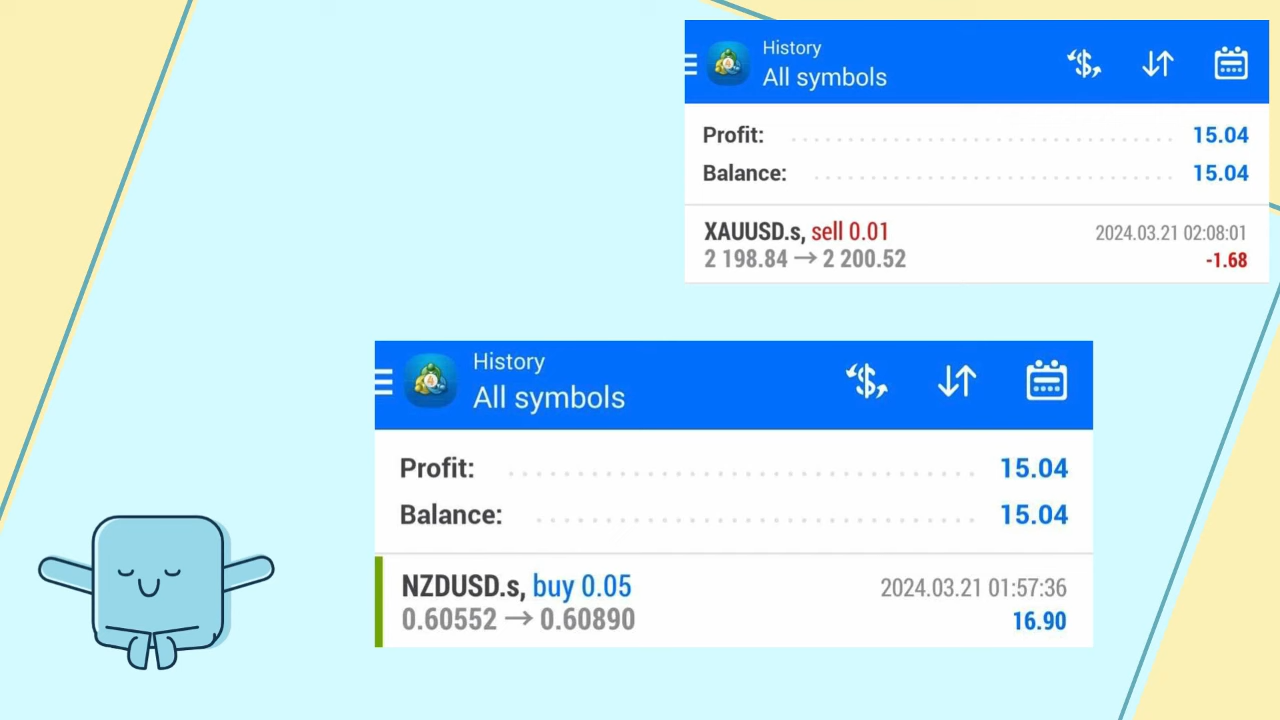 History
All symbols
Profit: 15.04
Balance: 15.04
XAUUSD.s, sell 0.01 2024.03.21 02:08:01
2 198.84 → 2 200.52 -1.68
History
All symbols
Profit: 15.04
Balance: 15.04
NZDUSD.s, buy 0.05 2024.03.21 01:57:36
0.60552 → 0.60890 16.90